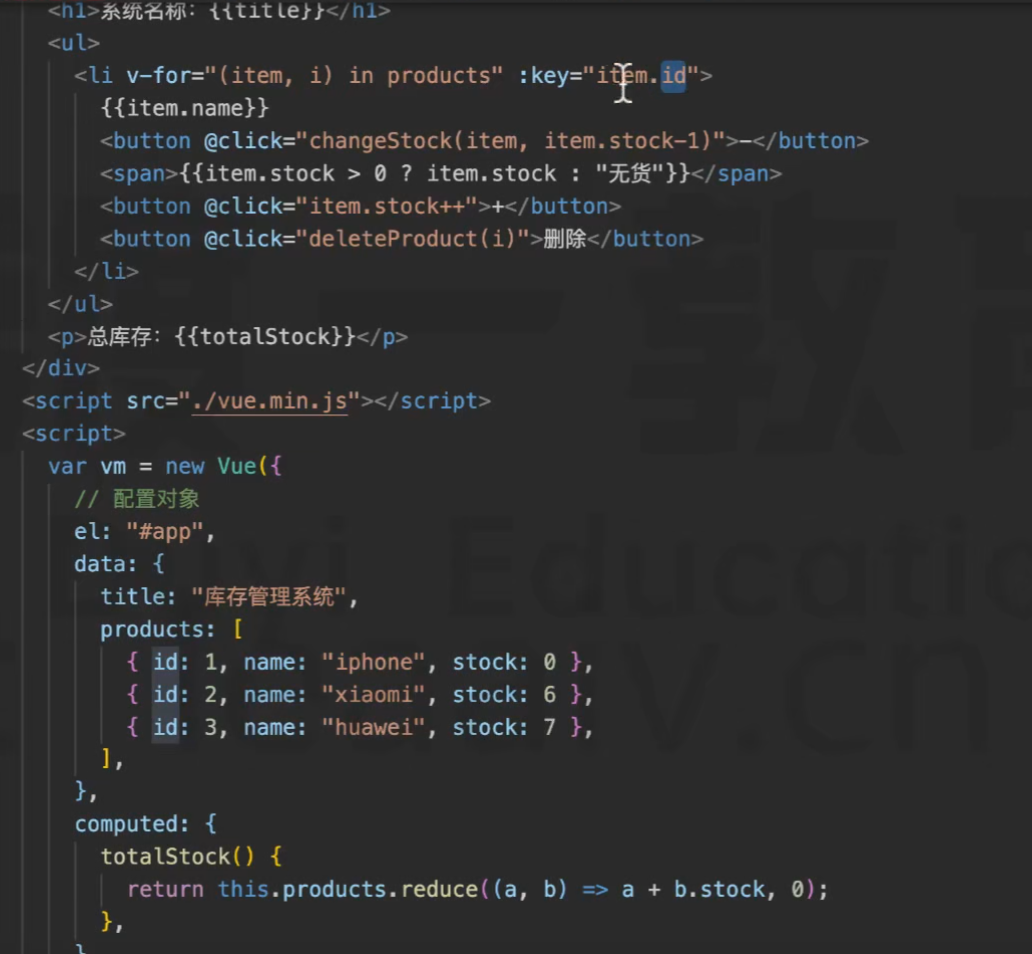 <h1>系统名称：{{title}}</h1>
<ul>
<li v-for="(item, i) in products" :key="item.id">
{{item.name}}
<button @click="changeStock(item, item.stock-1)">-</button>
<span>{{item.stock > 0 ? item.stock : "无货"}}</span>
<button @click="item.stock++">+</button>
<button @click="deleteProduct(i)">删除</button>
</li>
</ul>
<p>总库存：{{totalStock}}</p>
</div>
<script src="./vue.min.js"></script>
<script>
var vm = new Vue({
// 配置对象
el: "#app",
data: {
title: "库存管理系统",
products: [
{ id: 1, name: "iphone", stock: 0 },
{ id: 2, name: "xiaomi", stock: 6 },
{ id: 3, name: "huawei", stock: 7 },
],
},
computed: {
totalStock() {
return this.products.reduce((a, b) => a + b.stock, 0);
},